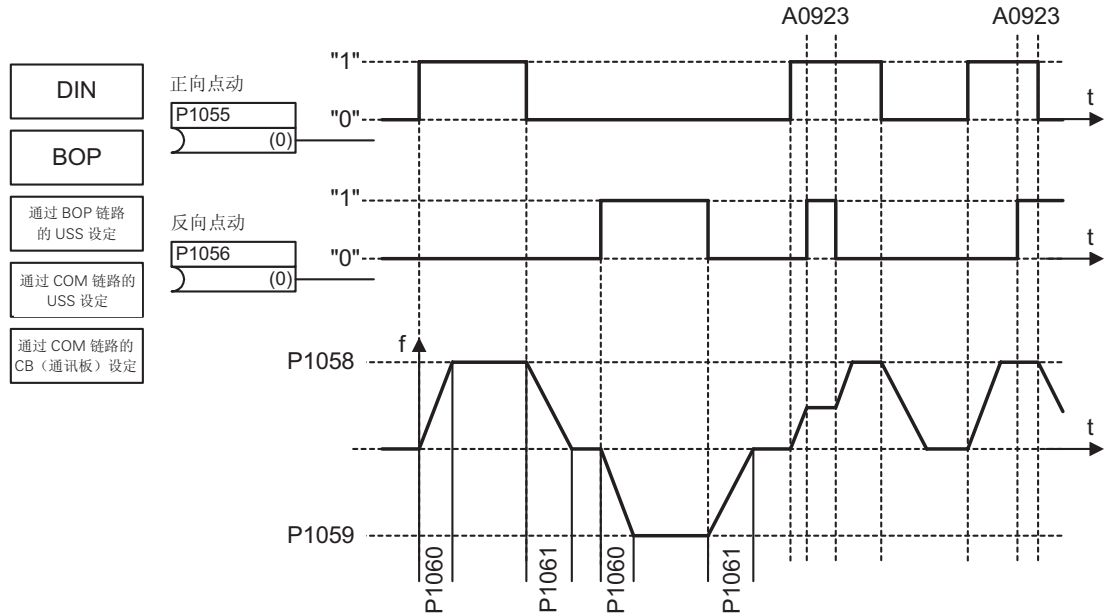 A0923
A0923
DIN
BOP
通过 BOP 链路
的 USS 设定
通过 COM 链路的
USS 设定
通过 COM 链路的
CB（通讯板）设定
正向点动
P1055
(0)
"1"
"0"
t
反向点动
P1056
(0)
"1"
"0"
t
f
P1058
t
P1059
P1060
P1061
P1060
P1061